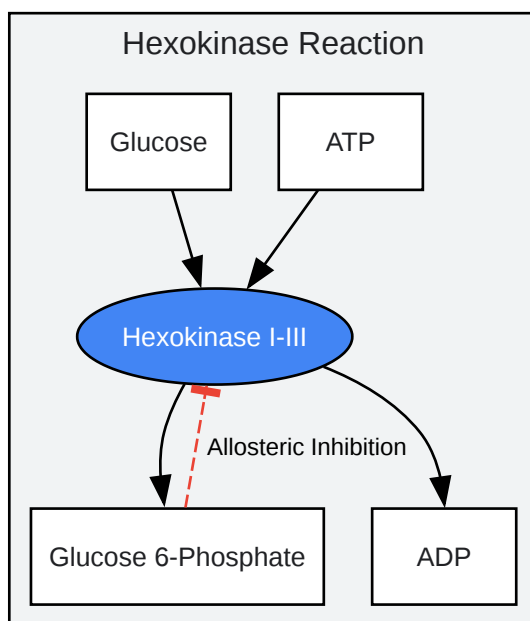 Hexokinase Reaction
Glucose
ATP
Hexokinase I-III
Allosteric Inhibition
Glucose 6-Phosphate
ADP